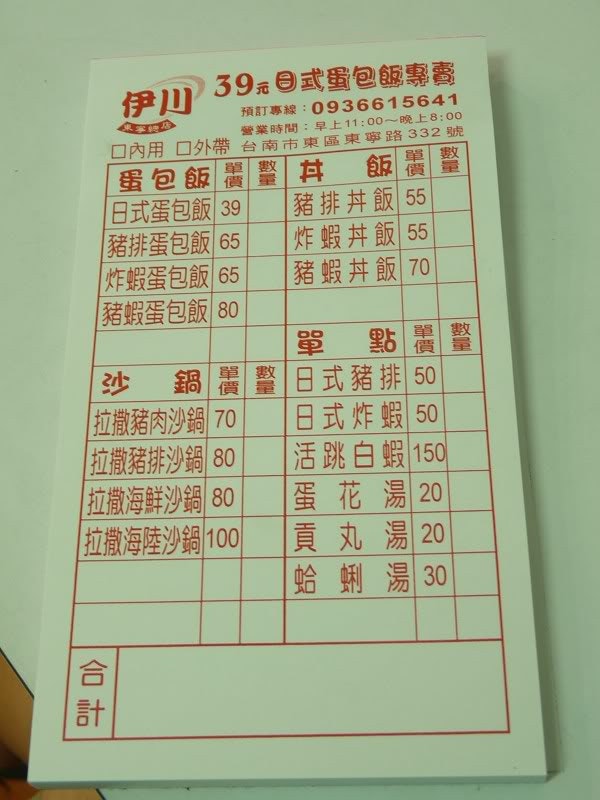 伊川
東寧總店
39元日式蛋包飯專賣
預訂專線：0936615641
營業時間：早上11:00～晚上8:00
□內用 □外帶 台南市東區東寧路332號
蛋包飯 單價 數量
日式蛋包飯 39
豬排蛋包飯 65
炸蝦蛋包飯 65
豬蝦蛋包飯 80
沙鍋 單價 數量
拉撒豬肉沙鍋 70
拉撒豬排沙鍋 80
拉撒海鮮沙鍋 80
拉撒海陸沙鍋 100
丼飯 單價 數量
豬排丼飯 55
炸蝦丼飯 55
豬蝦丼飯 70
單點 單價 數量
日式豬排 50
日式炸蝦 50
活跳白蝦 150
蛋花湯 20
貢丸湯 20
蛤蜊湯 30
合計